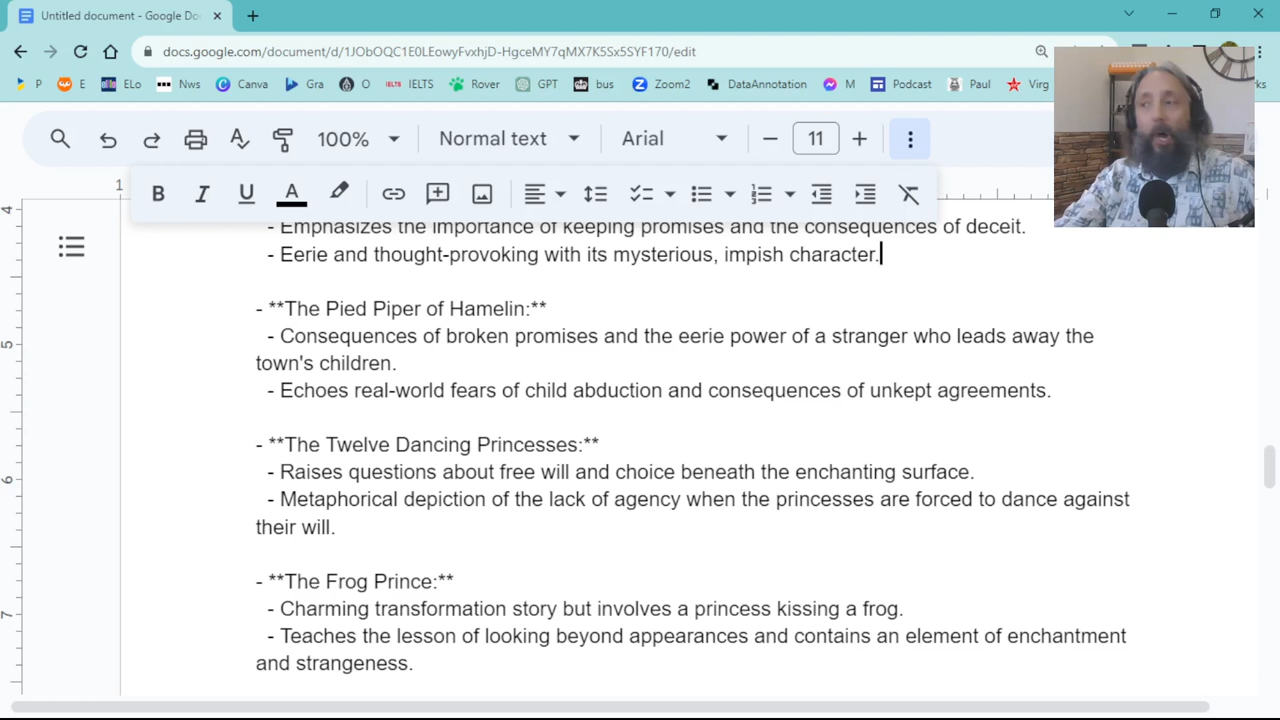 Untitled document - Google Do
docs.google.com/document/d/1JObOQC1E0LEowyFvxhjD-HgceMY7qMX7K5Sx5SYF170/edit
P E ELo Nws Canva Gra O IELTS IELTS Rover GPT bus Zoom2 DataAnnotation M Podcast Paul Virg rks
100% Normal text Arial 11
B I U A
1
- Emphasizes the importance of keeping promises and the consequences of deceit.
- Eerie and thought-provoking with its mysterious, impish character.
- **The Pied Piper of Hamelin:**
- Consequences of broken promises and the eerie power of a stranger who leads away the
town's children.
- Echoes real-world fears of child abduction and consequences of unkept agreements.
- **The Twelve Dancing Princesses:**
- Raises questions about free will and choice beneath the enchanting surface.
- Metaphorical depiction of the lack of agency when the princesses are forced to dance against
their will.
- **The Frog Prince:**
- Charming transformation story but involves a princess kissing a frog.
- Teaches the lesson of looking beyond appearances and contains an element of enchantment
and strangeness.
4
5
6
7